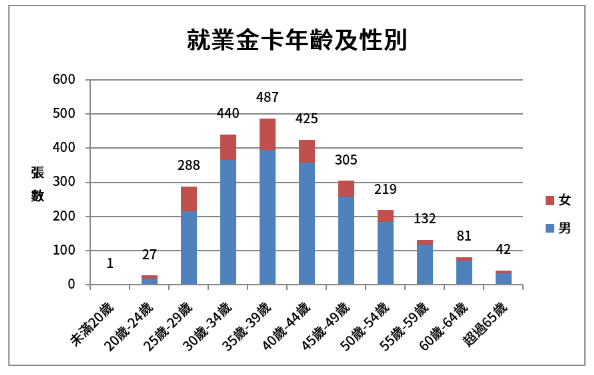 就業金卡年齡及性別
600
500
400
300
200
100
0
張
數
1
27
288
440
487
425
305
219
132
81
42
未滿20歲
20歲-24歲
25歲-29歲
30歲-34歲
35歲-39歲
40歲-44歲
45歲-49歲
50歲-54歲
55歲-59歲
60歲-64歲
超過65歲
女
男